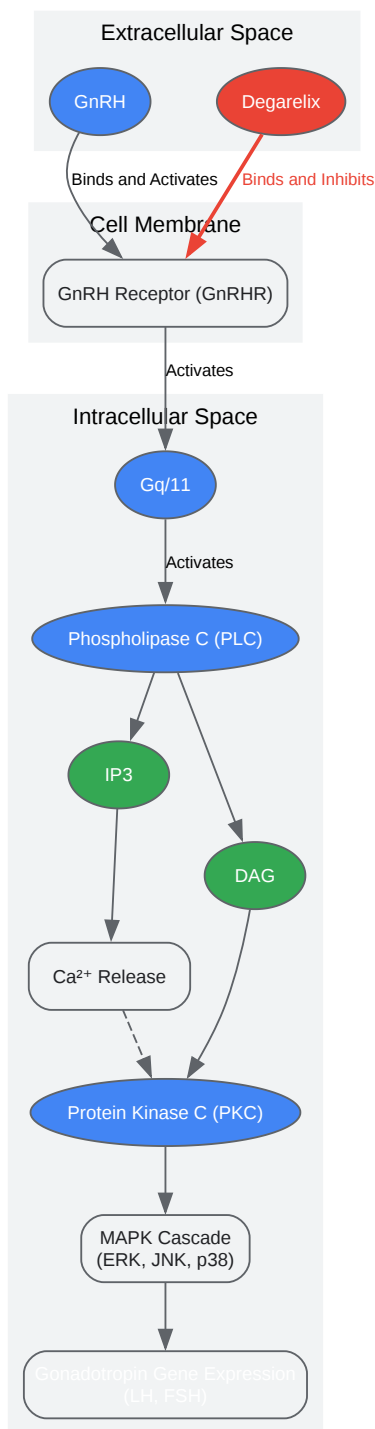 Extracellular Space
GnRH
Degarelix
Binds and Activates
Binds and Inhibits
Cell Membrane
GnRH Receptor (GnRHR)
Activates
Intracellular Space
Gq/11
Activates
Phospholipase C (PLC)
IP3
DAG
Ca²⁺ Release
Protein Kinase C (PKC)
MAPK Cascade
(ERK, JNK, p38)
Gonadotropin Gene Expression
(LH, FSH)